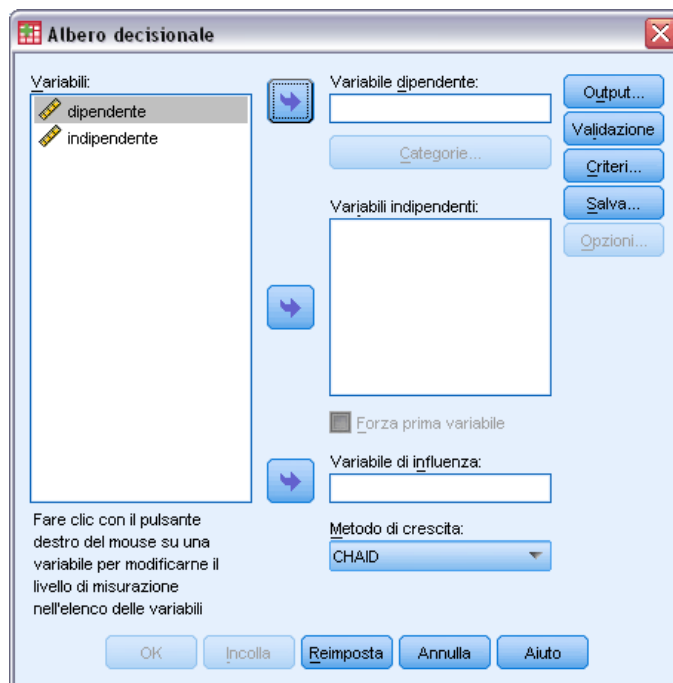 Albero decisionale
Variabili:
dipendente
indipendente
Fare clic con il pulsante
destro del mouse su una
variabile per modificarne il
livello di misurazione
nell'elenco delle variabili
Variabile dipendente:
Categorie...
Variabili indipendenti:
Forza prima variabile
Variabile di influenza:
Metodo di crescita:
CHAID
Output...
Validazione
Criteri...
Salva...
Opzioni...
OK
Incolla
Reimposta
Annulla
Aiuto